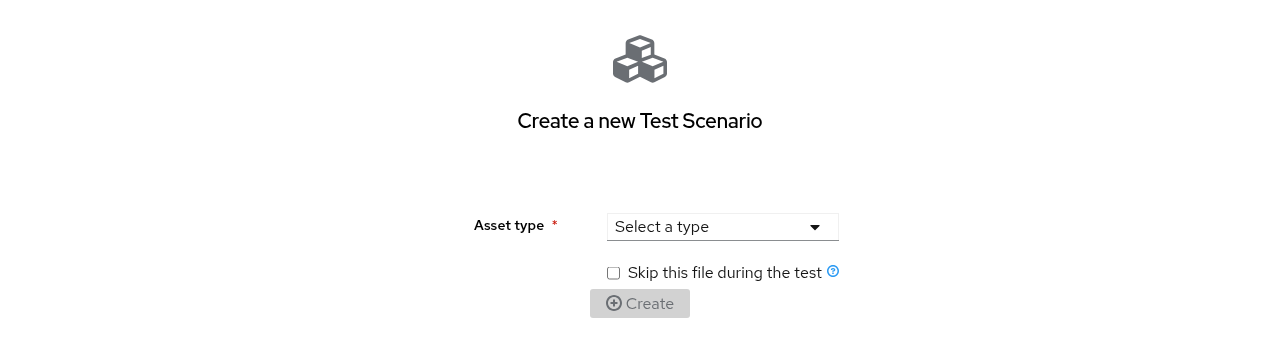 Create a new Test Scenario
Asset type *
Select a type
Skip this file during the test
Create